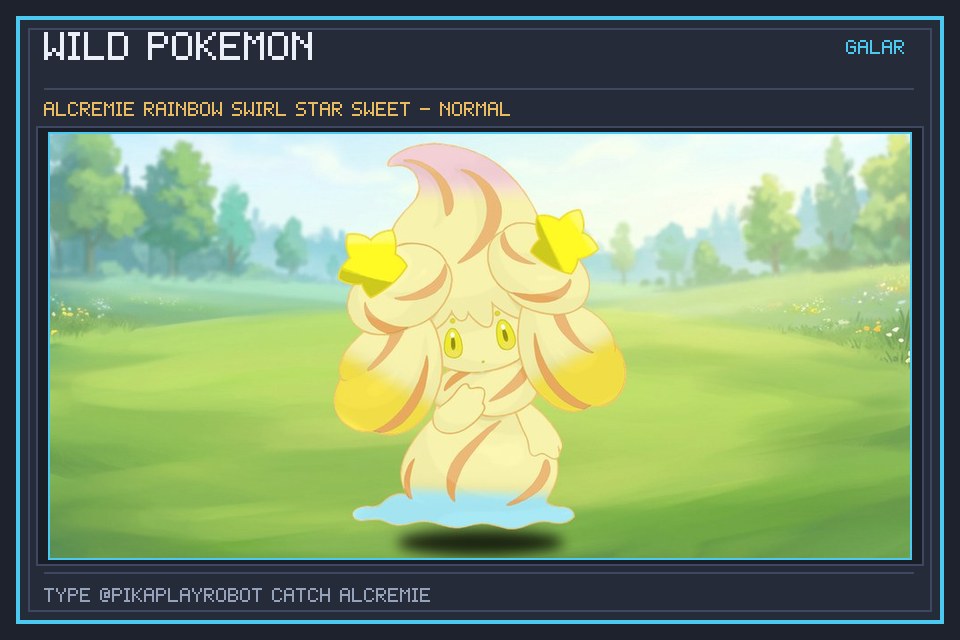 WILD POKEMON
GALAR
ALCREMIE RAINBOW SWIRL STAR SWEET - NORMAL
TYPE @PIKAPLAYROBOT CATCH ALCREMIE